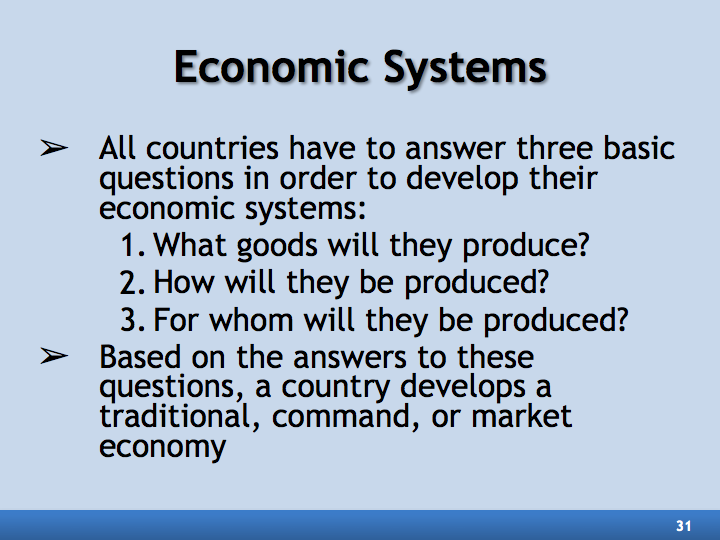 Economic Systems
➢ All countries have to answer three basic
questions in order to develop their
economic systems:
1. What goods will they produce?
2. How will they be produced?
3. For whom will they be produced?
➢ Based on the answers to these
questions, a country develops a
traditional, command, or market
economy
31